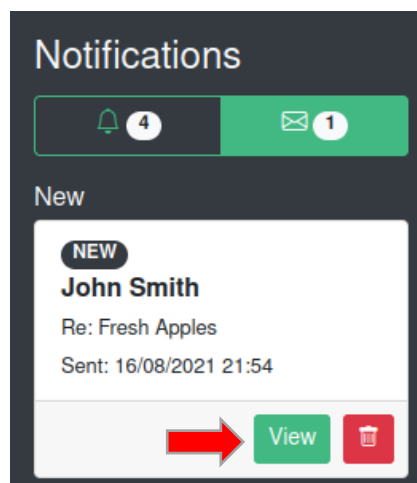 Notifications
4 1
New
NEW
John Smith
Re: Fresh Apples
Sent: 16/08/2021 21:54
View